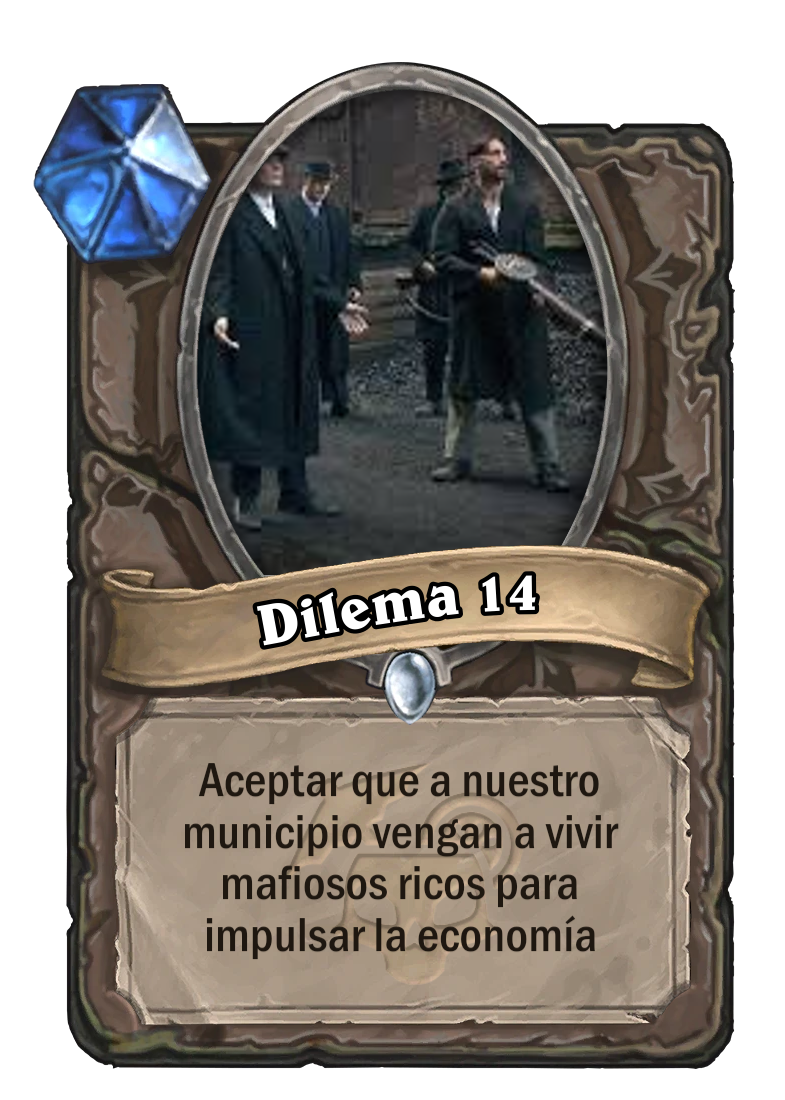 Dilema 14
Aceptar que a nuestro
municipio vengan a vivir
mafiosos ricos para
impulsar la economía